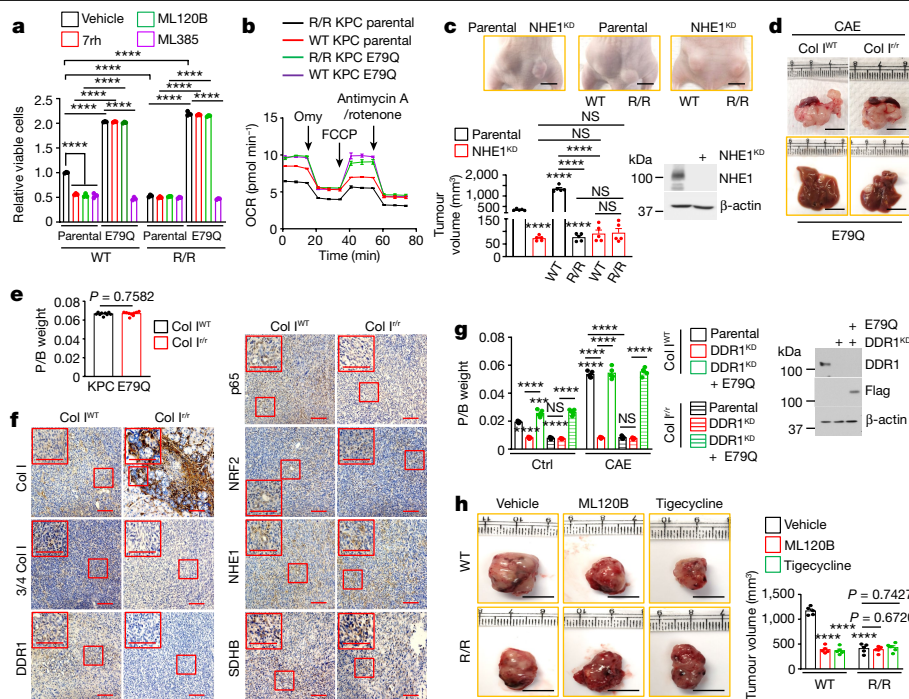 a
Vehicle
ML120B
7rh
ML385
****
****
****
****
****
****
****
****
****
****
Relative viable cells
2.5
2.0
1.5
1.0
0.5
0
Parental E79Q
Parental E79Q
WT
R/R
b
R/R KPC parental
WT KPC parental
R/R KPC E79Q
WT KPC E79Q
Antimycin A
/rotenone
Omy
FCCP
OCR (pmol min−1)
15
10
5
0
0 20 40 60 80
Time (min)
c
Parental NHE1KD
Parental
NHE1KD
WT R/R
WT R/R
Parental
NHE1KD
NS
NS
****
****
****
NS
NS
****
****
Tune (mm3)
Tumour
volume (mm3)
2,000
1,000
100
50
0
WT
R/R
WT
R/R
kDa
+ NHE1KD
100
NHE1
37
β-actin
d
CAE
Col IWT Col Ir/r
E79Q
e
P = 0.7582
P/B weight
0.08
0.06
0.04
0.02
0
KPC E79Q
Col IWT
Col Ir/r
f
Col IWT Col Ir/r
Col I
3/4 Col I
DDR1
Col IWT Col Ir/r
p65
NRF2
NHE1
SDHB
g
P/B weight
0.08
0.06
0.04
0.02
0
****
***
****
NS
****
****
****
****
****
****
NS
Ctrl
CAE
Col IWT
Parental
DDR1KD
DDR1KD
+ E79Q
Col Ir/r
Parental
DDR1KD
DDR1KD
+ E79Q
+ E79Q
+ + DDR1KD
kDa
100
DDR1
100
Flag
37
β-actin
h
Vehicle
ML120B
Tigecycline
WT
R/R
Vehicle
ML120B
Tigecycline
P = 0.7427
P = 0.6720
****
****
****
Tumour volume (mm3)
1,500
1,000
500
0
WT
R/R